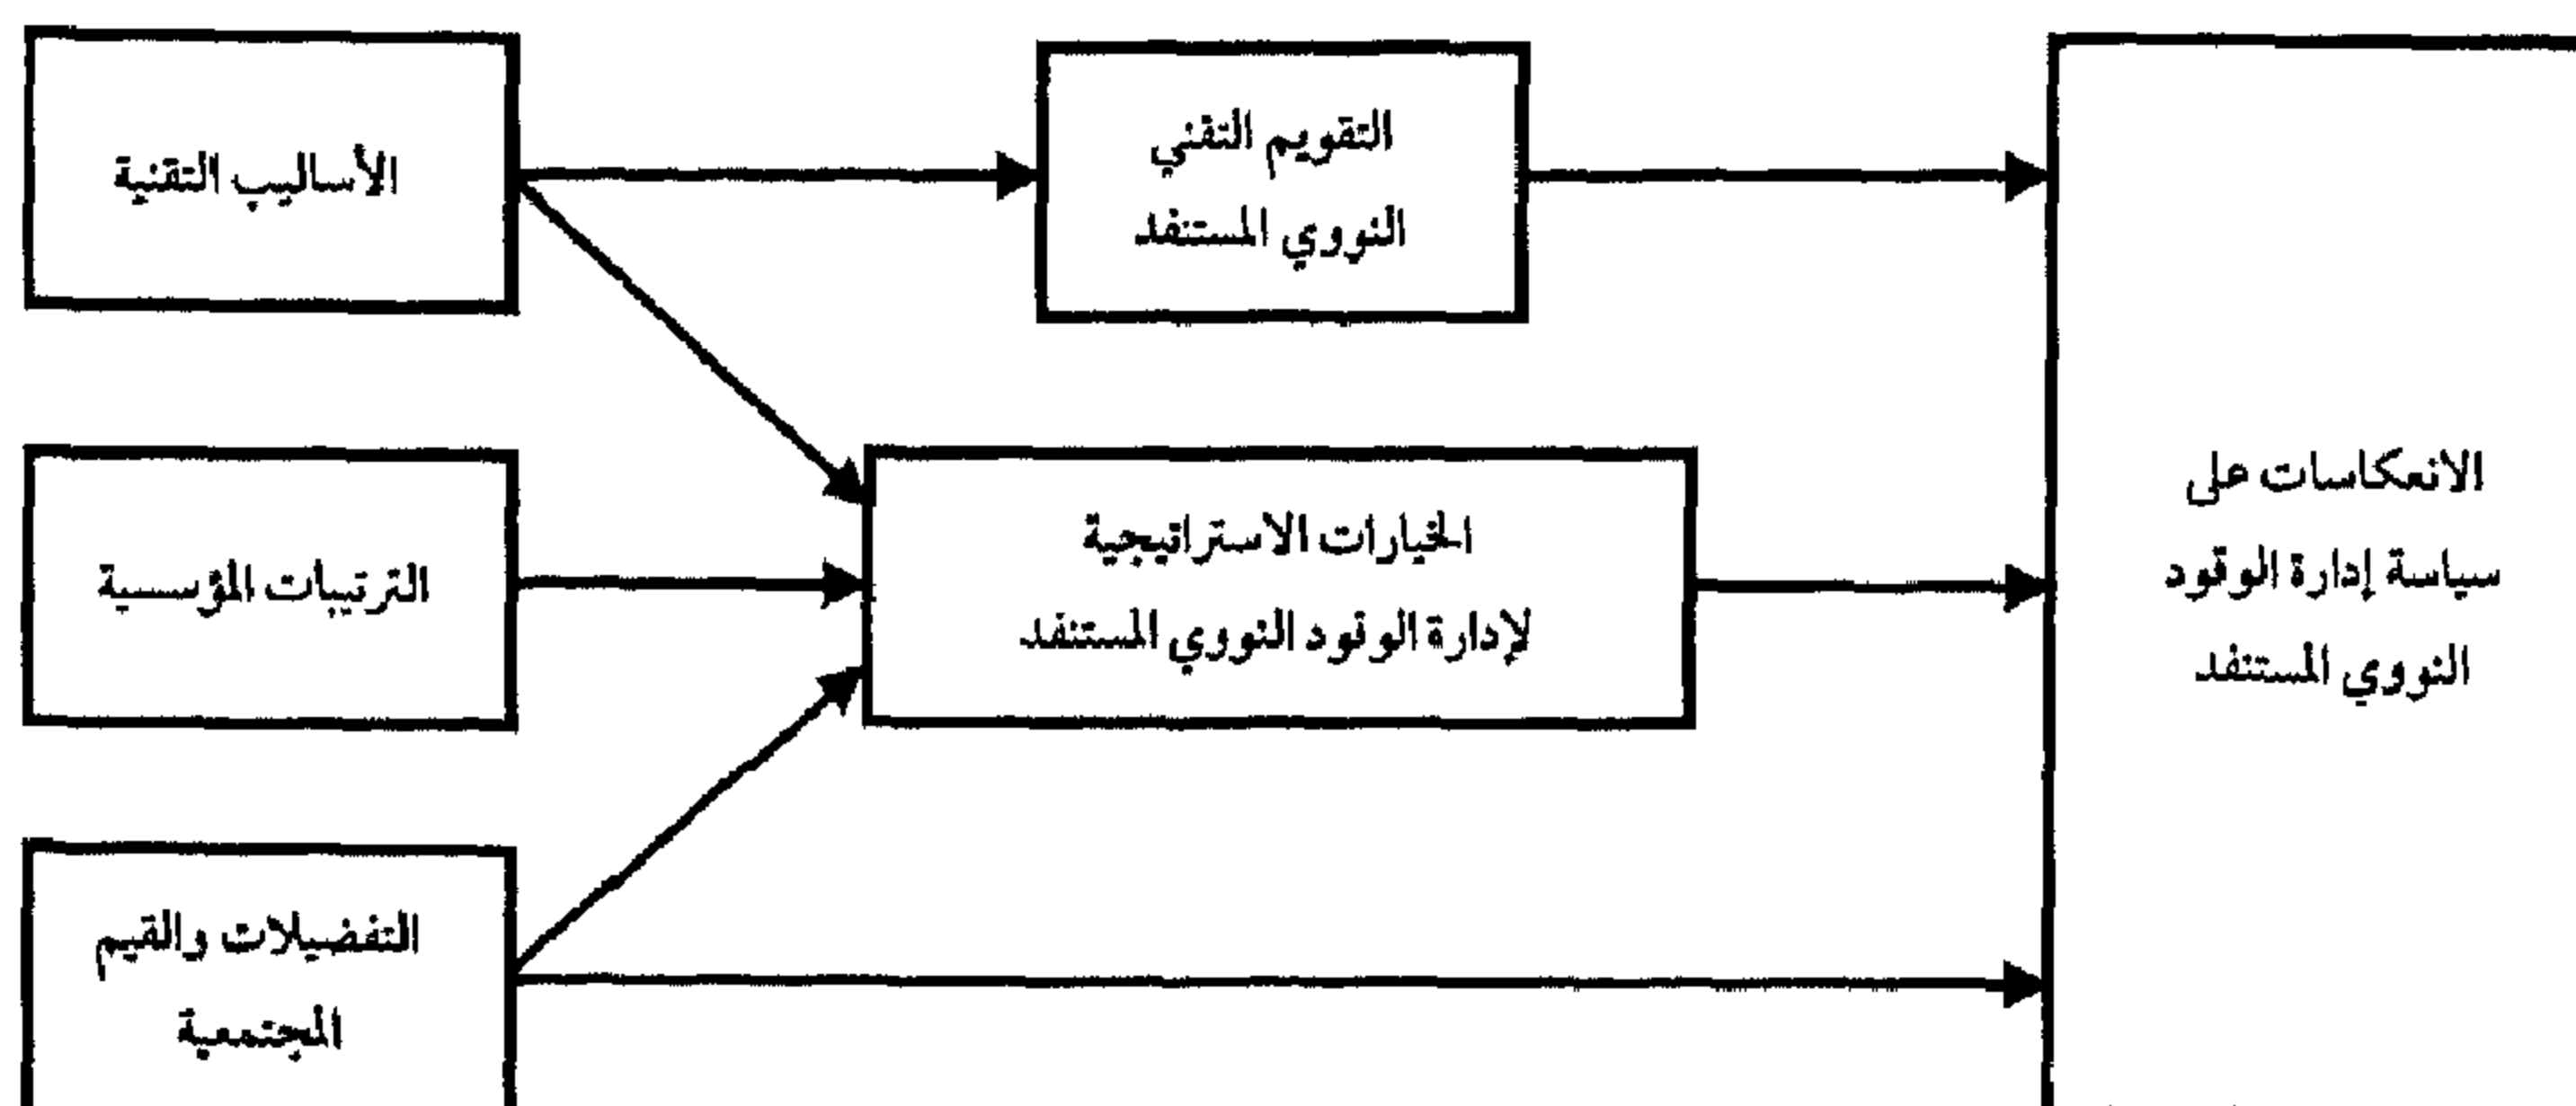 الأساليب التقنية
التقويم التقني
النووي المستنفد
الترتيبات المؤسسية
الخيارات الاستراتيجية
لإدارة الوقود النووي المستنفد
التفضيلات والقيم
المجتمعية
الانعكاسات على
سياسة إدارة الوقود
النووي المستنفد